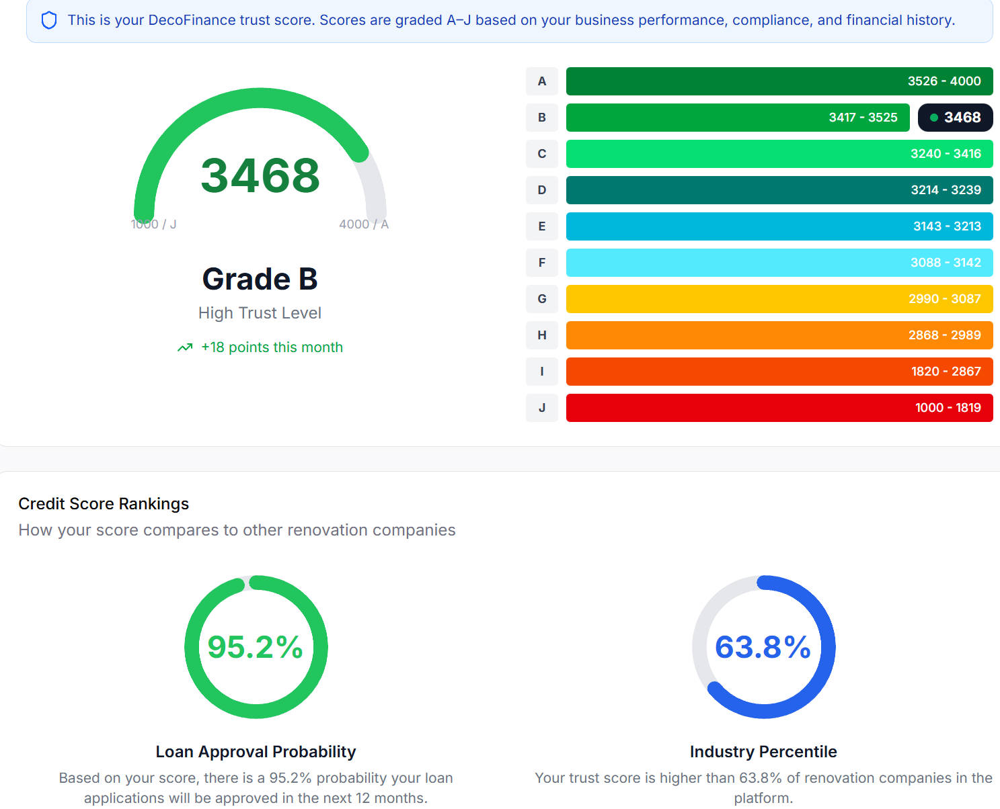 This is your DecoFinance trust score. Scores are graded A–J based on your business performance, compliance, and financial history.
3468
1000 / J
4000 / A
Grade B
High Trust Level
+18 points this month
A
3526 - 4000
B
3417 - 3525
3468
C
3240 - 3416
D
3214 - 3239
E
3143 - 3213
F
3088 - 3142
G
2990 - 3087
H
2868 - 2989
I
1820 - 2867
J
1000 - 1819
Credit Score Rankings
How your score compares to other renovation companies
95.2%
Loan Approval Probability
Based on your score, there is a 95.2% probability your loan
applications will be approved in the next 12 months.
63.8%
Industry Percentile
Your trust score is higher than 63.8% of renovation companies in the
platform.